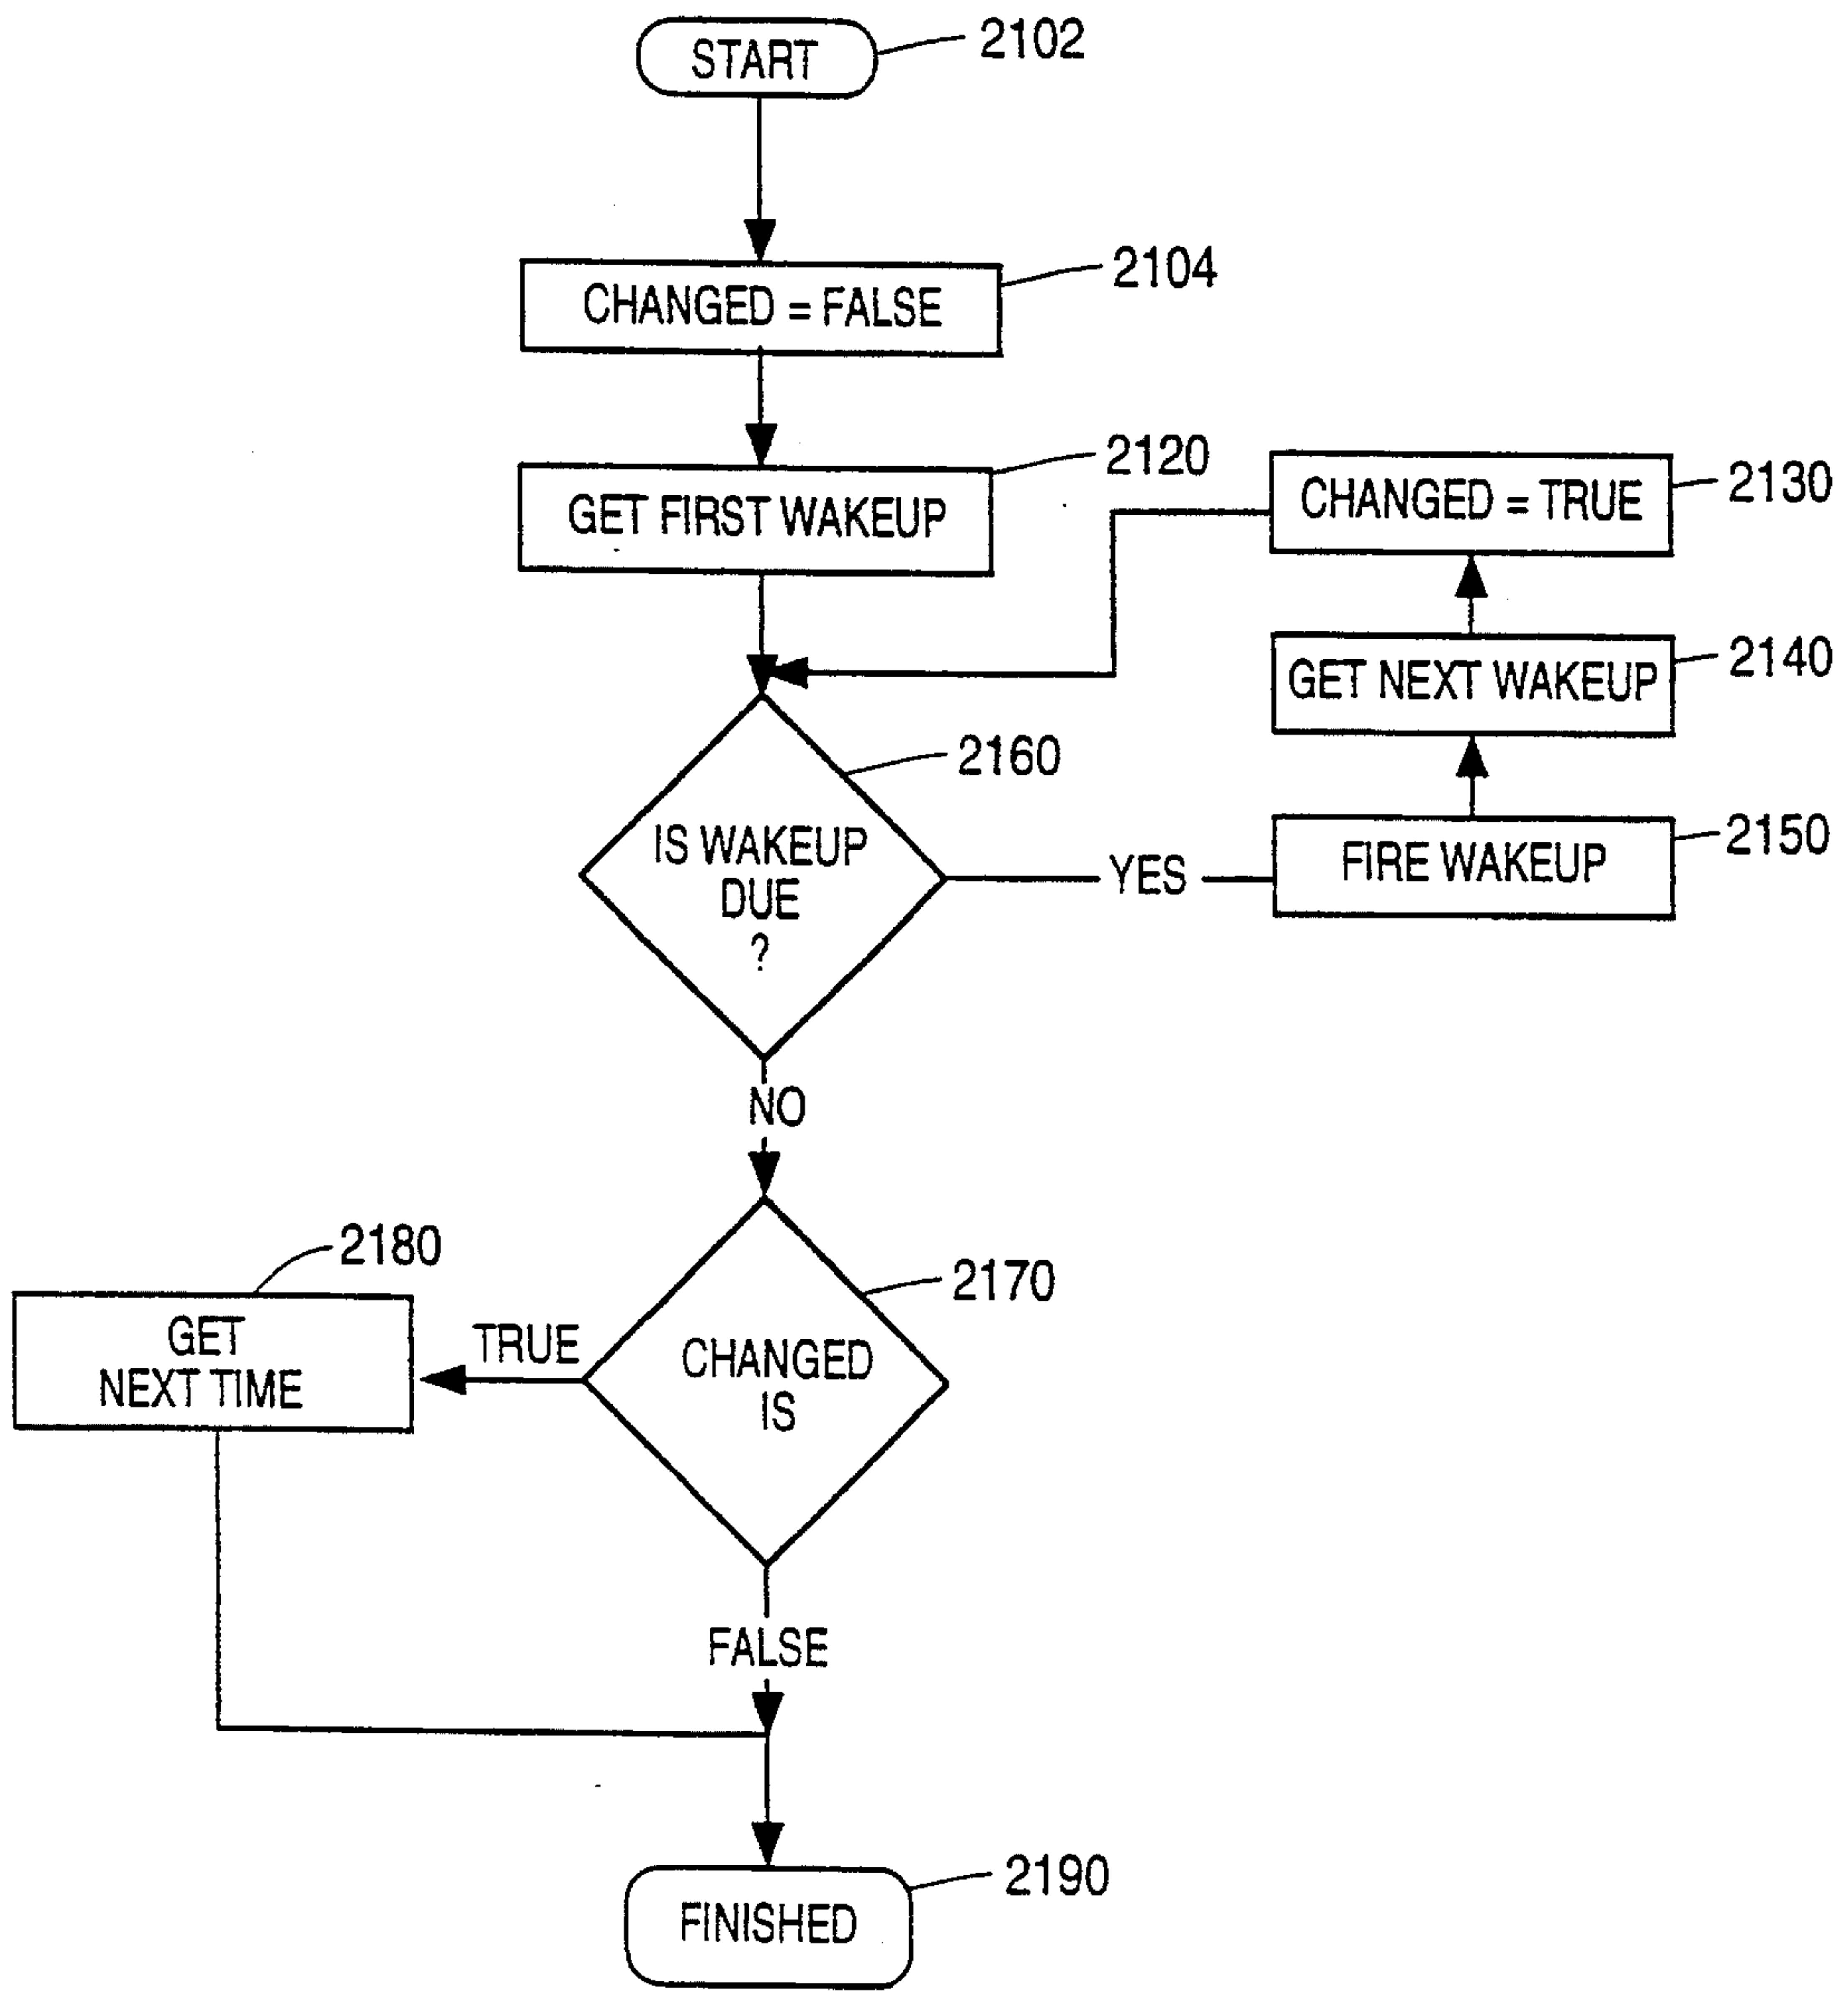 START
2102
CHANGED = FALSE
2104
GET FIRST WAKEUP
2120
CHANGED = TRUE
2130
GET NEXT WAKEUP
2140
IS WAKEUP
DUE
?
2160
YES
FIRE WAKEUP
2150
NO
2180
GET
NEXT TIME
TRUE
CHANGED
IS
2170
FALSE
FINISHED
2190